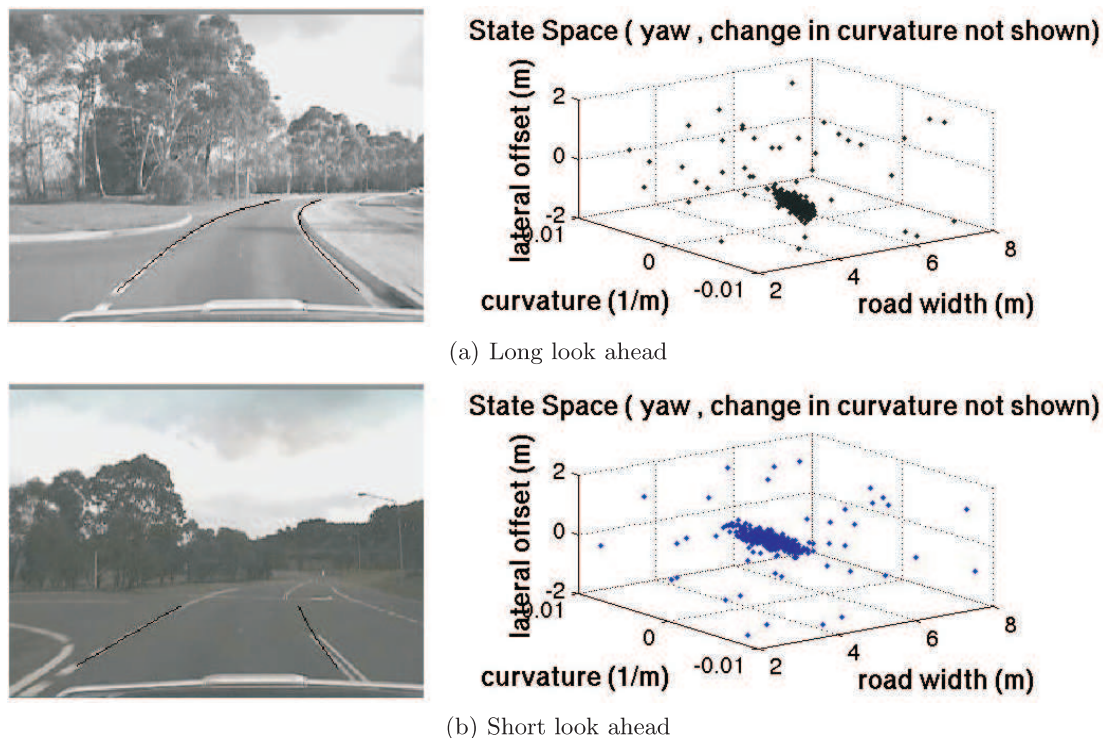 State Space ( yaw , change in curvature not shown)
lateral offset (m)
2
0
-2
0.01
0
-0.01
curvature (1/m)
2
4
6
8
road width (m)
(a) Long look ahead
State Space ( yaw , change in curvature not shown)
lateral offset (m)
2
0
-2
0.01
0
-0.01
curvature (1/m)
2
4
6
8
road width (m)
(b) Short look ahead